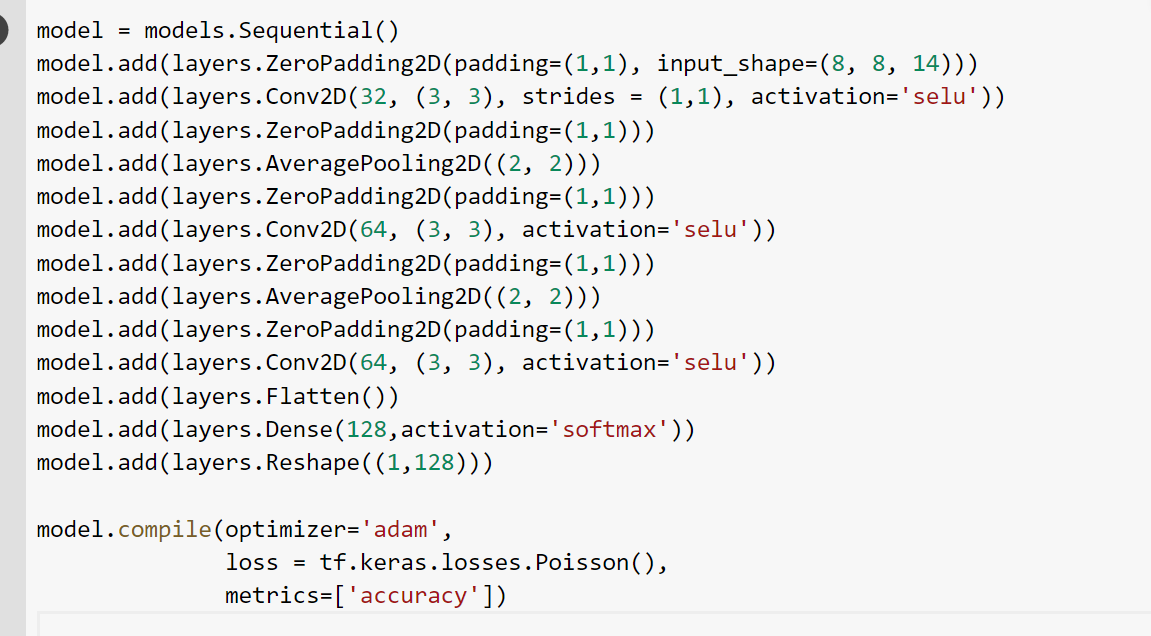 model = models.Sequential()
model.add(layers.ZeroPadding2D(padding=(1,1), input_shape=(8, 8, 14)))
model.add(layers.Conv2D(32, (3, 3), strides = (1,1), activation='selu'))
model.add(layers.ZeroPadding2D(padding=(1,1)))
model.add(layers.AveragePooling2D((2, 2)))
model.add(layers.ZeroPadding2D(padding=(1,1)))
model.add(layers.Conv2D(64, (3, 3), activation='selu'))
model.add(layers.ZeroPadding2D(padding=(1,1)))
model.add(layers.AveragePooling2D((2, 2)))
model.add(layers.ZeroPadding2D(padding=(1,1)))
model.add(layers.Conv2D(64, (3, 3), activation='selu'))
model.add(layers.Flatten())
model.add(layers.Dense(128,activation='softmax'))
model.add(layers.Reshape((1,128)))

model.compile(optimizer='adam',
              loss = tf.keras.losses.Poisson(),
              metrics=['accuracy'])